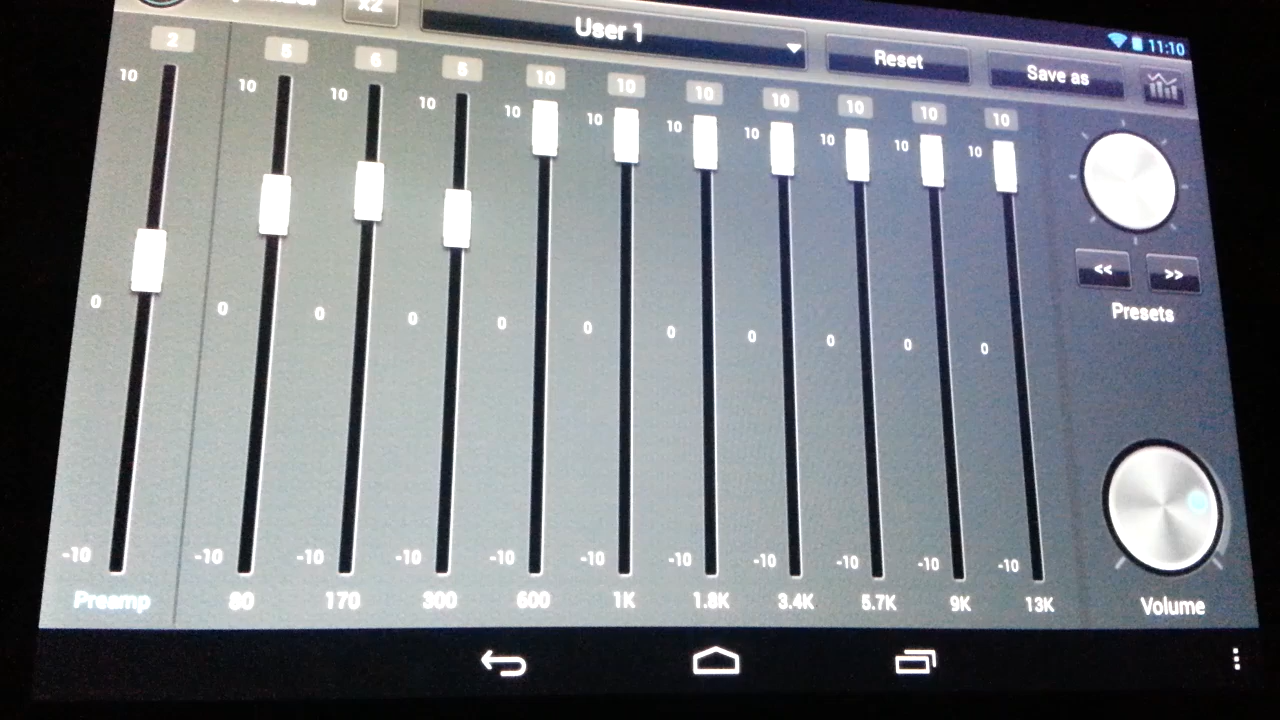 x2 User 1 Reset Save as 11:10
2 5 6 5 10 10 10 10 10 10 10
10 10 10 10 10 10 10 10 10 10 10
<< >>
Presets
0 0 0 0 0 0 0 0 0 0 0
-10 -10 -10 -10 -10 -10 -10 -10 -10 -10 -10
Preamp 80 170 300 600 1K 1.8K 3.4K 5.7K 9K 13K Volume